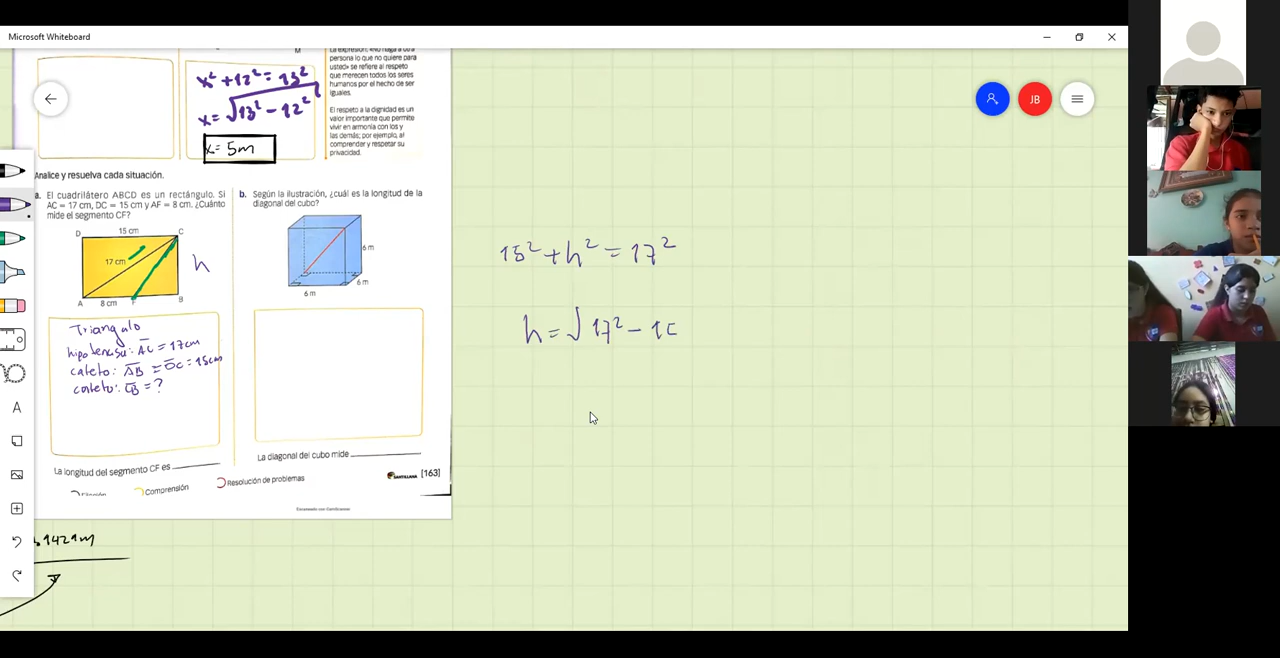 Microsoft Whiteboard
M
persona lo que no quiere para
usted» se refiere al respeto
que merecen todos los seres
humanos por el hecho de ser
iguales.
El respeto a la dignidad es un
valor importante que permite
vivir en armonía con los y
las demás; por ejemplo, al
comprender y respetar su
privacidad.
x² + 12² = 13²
x = √13² - 12²
x = 5m
JB
Analice y resuelva cada situación.
a. El cuadrilátero ABCD es un rectángulo. Si
AC = 17 cm, DC = 15 cm y AF = 8 cm. ¿Cuánto
mide el segmento CF?
D 15 cm C
17 cm
h
A 8 cm F B
Triangulo
hipotenusa: AC = 17cm
cateto: AB = DC = 15cm
cateto: CB = ?
La longitud del segmento CF es
b. Según la ilustración, ¿cuál es la longitud de la
diagonal del cubo?
6 m
6 m
6 m
La diagonal del cubo mide
SANTILLANA [163]
Comprensión
Resolución de problemas
Escaneado con CamScanner
15² + h² = 17²
h = √17² - 1
142 m
A